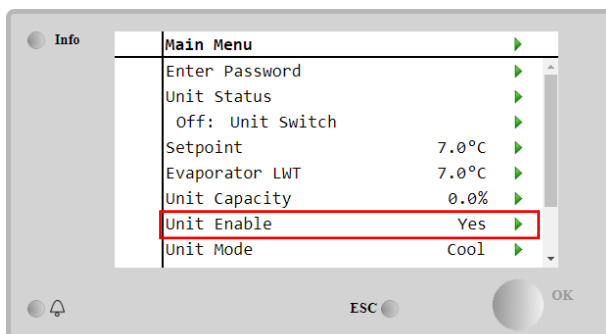 Info
Main Menu
Enter Password
Unit Status
Off: Unit Switch
Setpoint 7.0°C
Evaporator LWT 7.0°C
Unit Capacity 0.0%
Unit Enable Yes
Unit Mode Cool
ESC
OK